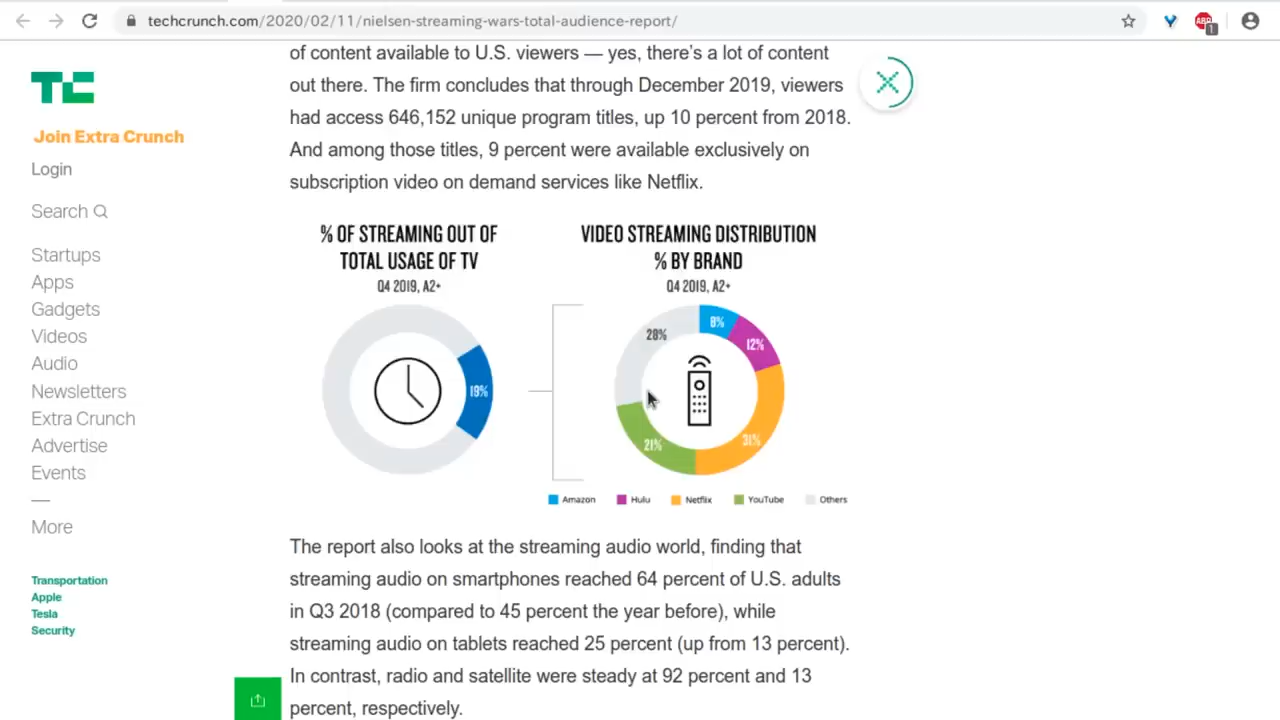 techcrunch.com/2020/02/11/nielsen-streaming-wars-total-audience-report/
ABP
1
TC
Join Extra Crunch
Login
Search
Startups
Apps
Gadgets
Videos
Audio
Newsletters
Extra Crunch
Advertise
Events
—
More
Transportation
Apple
Tesla
Security
of content available to U.S. viewers — yes, there's a lot of content
out there. The firm concludes that through December 2019, viewers
had access 646,152 unique program titles, up 10 percent from 2018.
And among those titles, 9 percent were available exclusively on
subscription video on demand services like Netflix.
% OF STREAMING OUT OF
TOTAL USAGE OF TV
Q4 2019, A2+
19%
VIDEO STREAMING DISTRIBUTION
% BY BRAND
Q4 2019, A2+
8%
28%
12%
31%
21%
Amazon Hulu Netflix YouTube Others
The report also looks at the streaming audio world, finding that
streaming audio on smartphones reached 64 percent of U.S. adults
in Q3 2018 (compared to 45 percent the year before), while
streaming audio on tablets reached 25 percent (up from 13 percent).
In contrast, radio and satellite were steady at 92 percent and 13
percent, respectively.